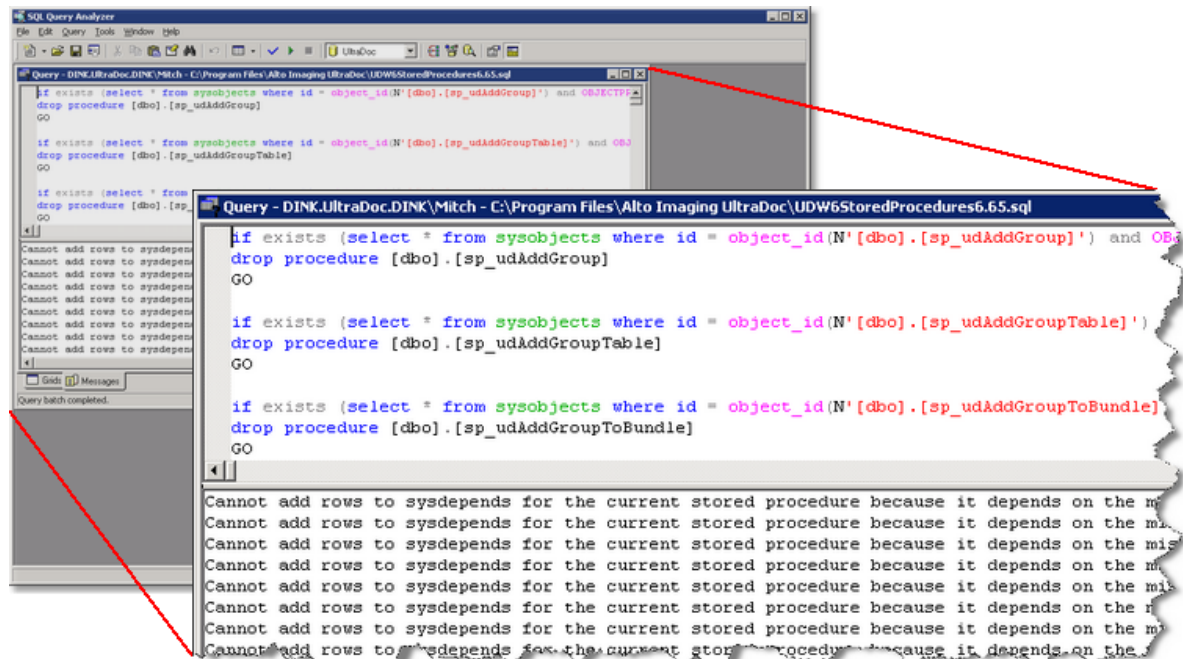 SQL Query Analyzer
File Edit Query Tools Window Help
UltraDoc
Query - DINK.UltraDoc.DINK\Mitch - C:\Program Files\Alto Imaging UltraDoc\UDW6StoredProcedures6.65.sql
if exists (select * from sysobjects where id = object_id(N'[dbo].[sp_udAddGroup]') and OBJECTPR
drop procedure [dbo].[sp_udAddGroup]
GO
if exists (select * from sysobjects where id = object_id(N'[dbo].[sp_udAddGroupTable]') and OBJ
drop procedure [dbo].[sp_udAddGroupTable]
GO
if exists (select * from
drop procedure [dbo].[sp_
GO
Cannot add rows to sysdepen
Cannot add rows to sysdepen
Cannot add rows to sysdepen
Cannot add rows to sysdepen
Cannot add rows to sysdepen
Cannot add rows to sysdepen
Cannot add rows to sysdepen
Cannot add rows to sysdepen
Cannot add rows to sysdepen
Grids Messages
Query batch completed.
Query - DINK.UltraDoc.DINK\Mitch - C:\Program Files\Alto Imaging UltraDoc\UDW6StoredProcedures6.65.sql
if exists (select * from sysobjects where id = object_id(N'[dbo].[sp_udAddGroup]') and OBJ
drop procedure [dbo].[sp_udAddGroup]
GO
if exists (select * from sysobjects where id = object_id(N'[dbo].[sp_udAddGroupTable]')
drop procedure [dbo].[sp_udAddGroupTable]
GO
if exists (select * from sysobjects where id = object_id(N'[dbo].[sp_udAddGroupToBundle]
drop procedure [dbo].[sp_udAddGroupToBundle]
GO
Cannot add rows to sysdepends for the current stored procedure because it depends on the
Cannot add rows to sysdepends for the current stored procedure because it depends on the
Cannot add rows to sysdepends for the current stored procedure because it depends on the mis
Cannot add rows to sysdepends for the current stored procedure because it depends on the
Cannot add rows to sysdepends for the current stored procedure because it depends on the
Cannot add rows to sysdepends for the current stored procedure because it depends on the
Cannot add rows to sysdepends for the current stored procedure because it depends on the
Cannot add rows to sysdepends for the current stored procedure because it depends on the